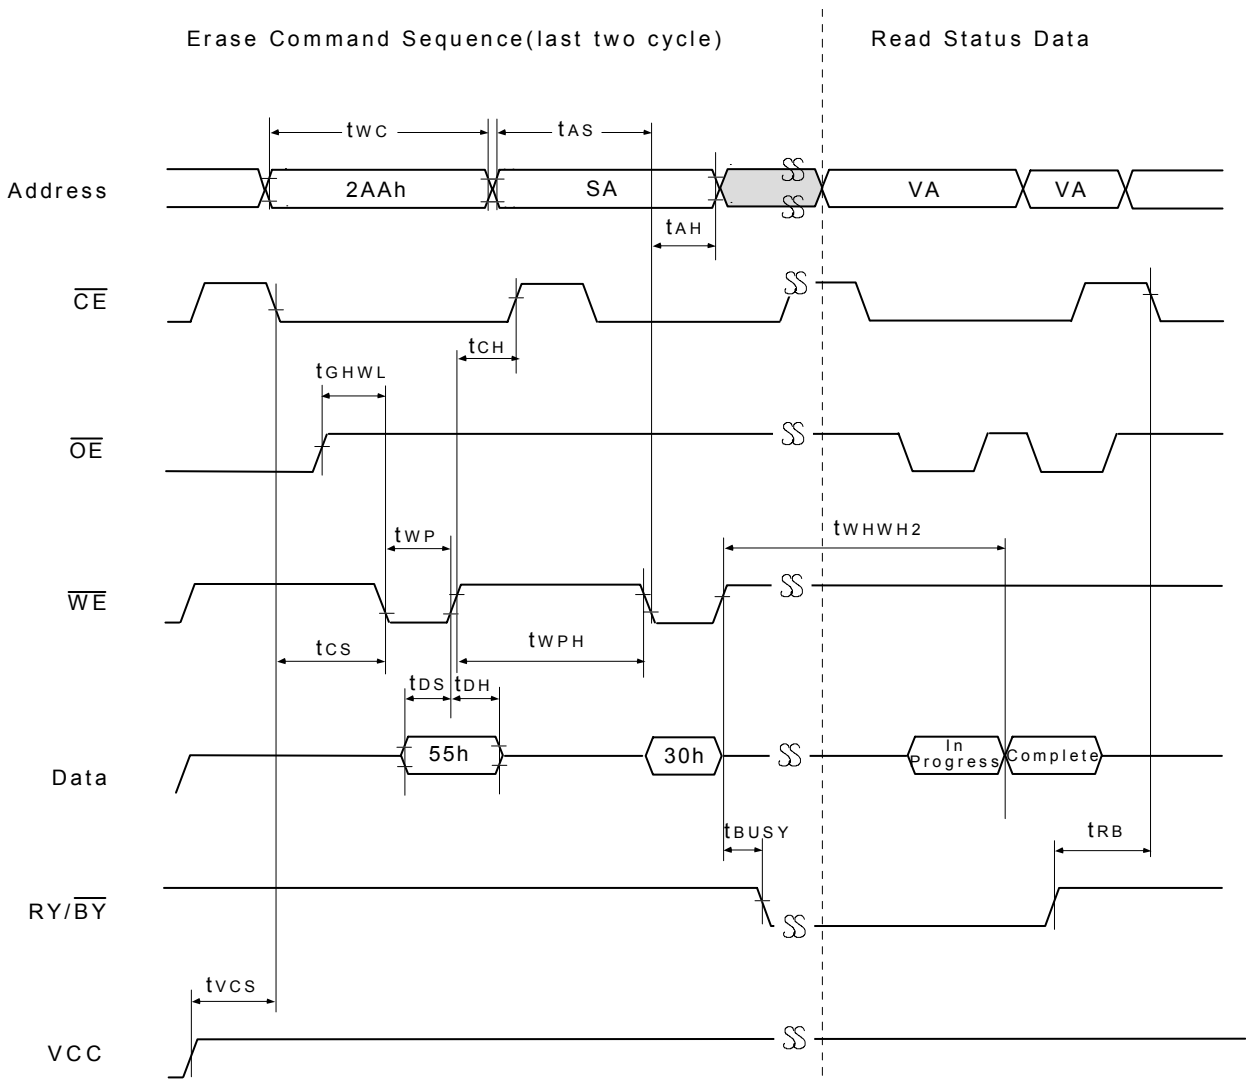 Erase Command Sequence(last two cycle)
Read Status Data
tWC
tAS
Address
2AAh
SA
VA
VA
tAH
CE
tCH
tGHWL
OE
tWP
tWHWH2
WE
tCS
tWPH
tDS
tDH
Data
55h
30h
In
Progress
Complete
tBUSY
tRB
RY/BY
tVCS
VCC